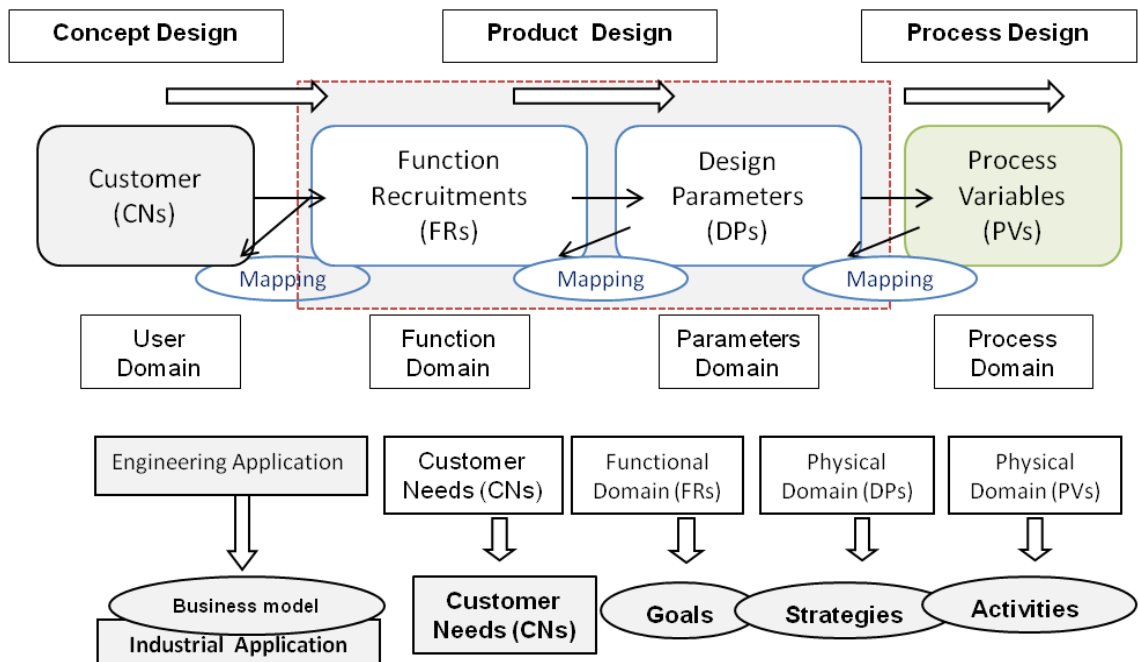 Concept Design
Product Design
Process Design
Customer
(CNs)
Function
Recruitments
(FRs)
Design
Parameters
(DPs)
Process
Variables
(PVs)
Mapping
Mapping
Mapping
User
Domain
Function
Domain
Parameters
Domain
Process
Domain
Engineering Application
Customer
Needs (CNs)
Functional
Domain (FRs)
Physical
Domain (DPs)
Physical
Domain (PVs)
Business model
Industrial Application
Customer
Needs (CNs)
Goals
Strategies
Activities